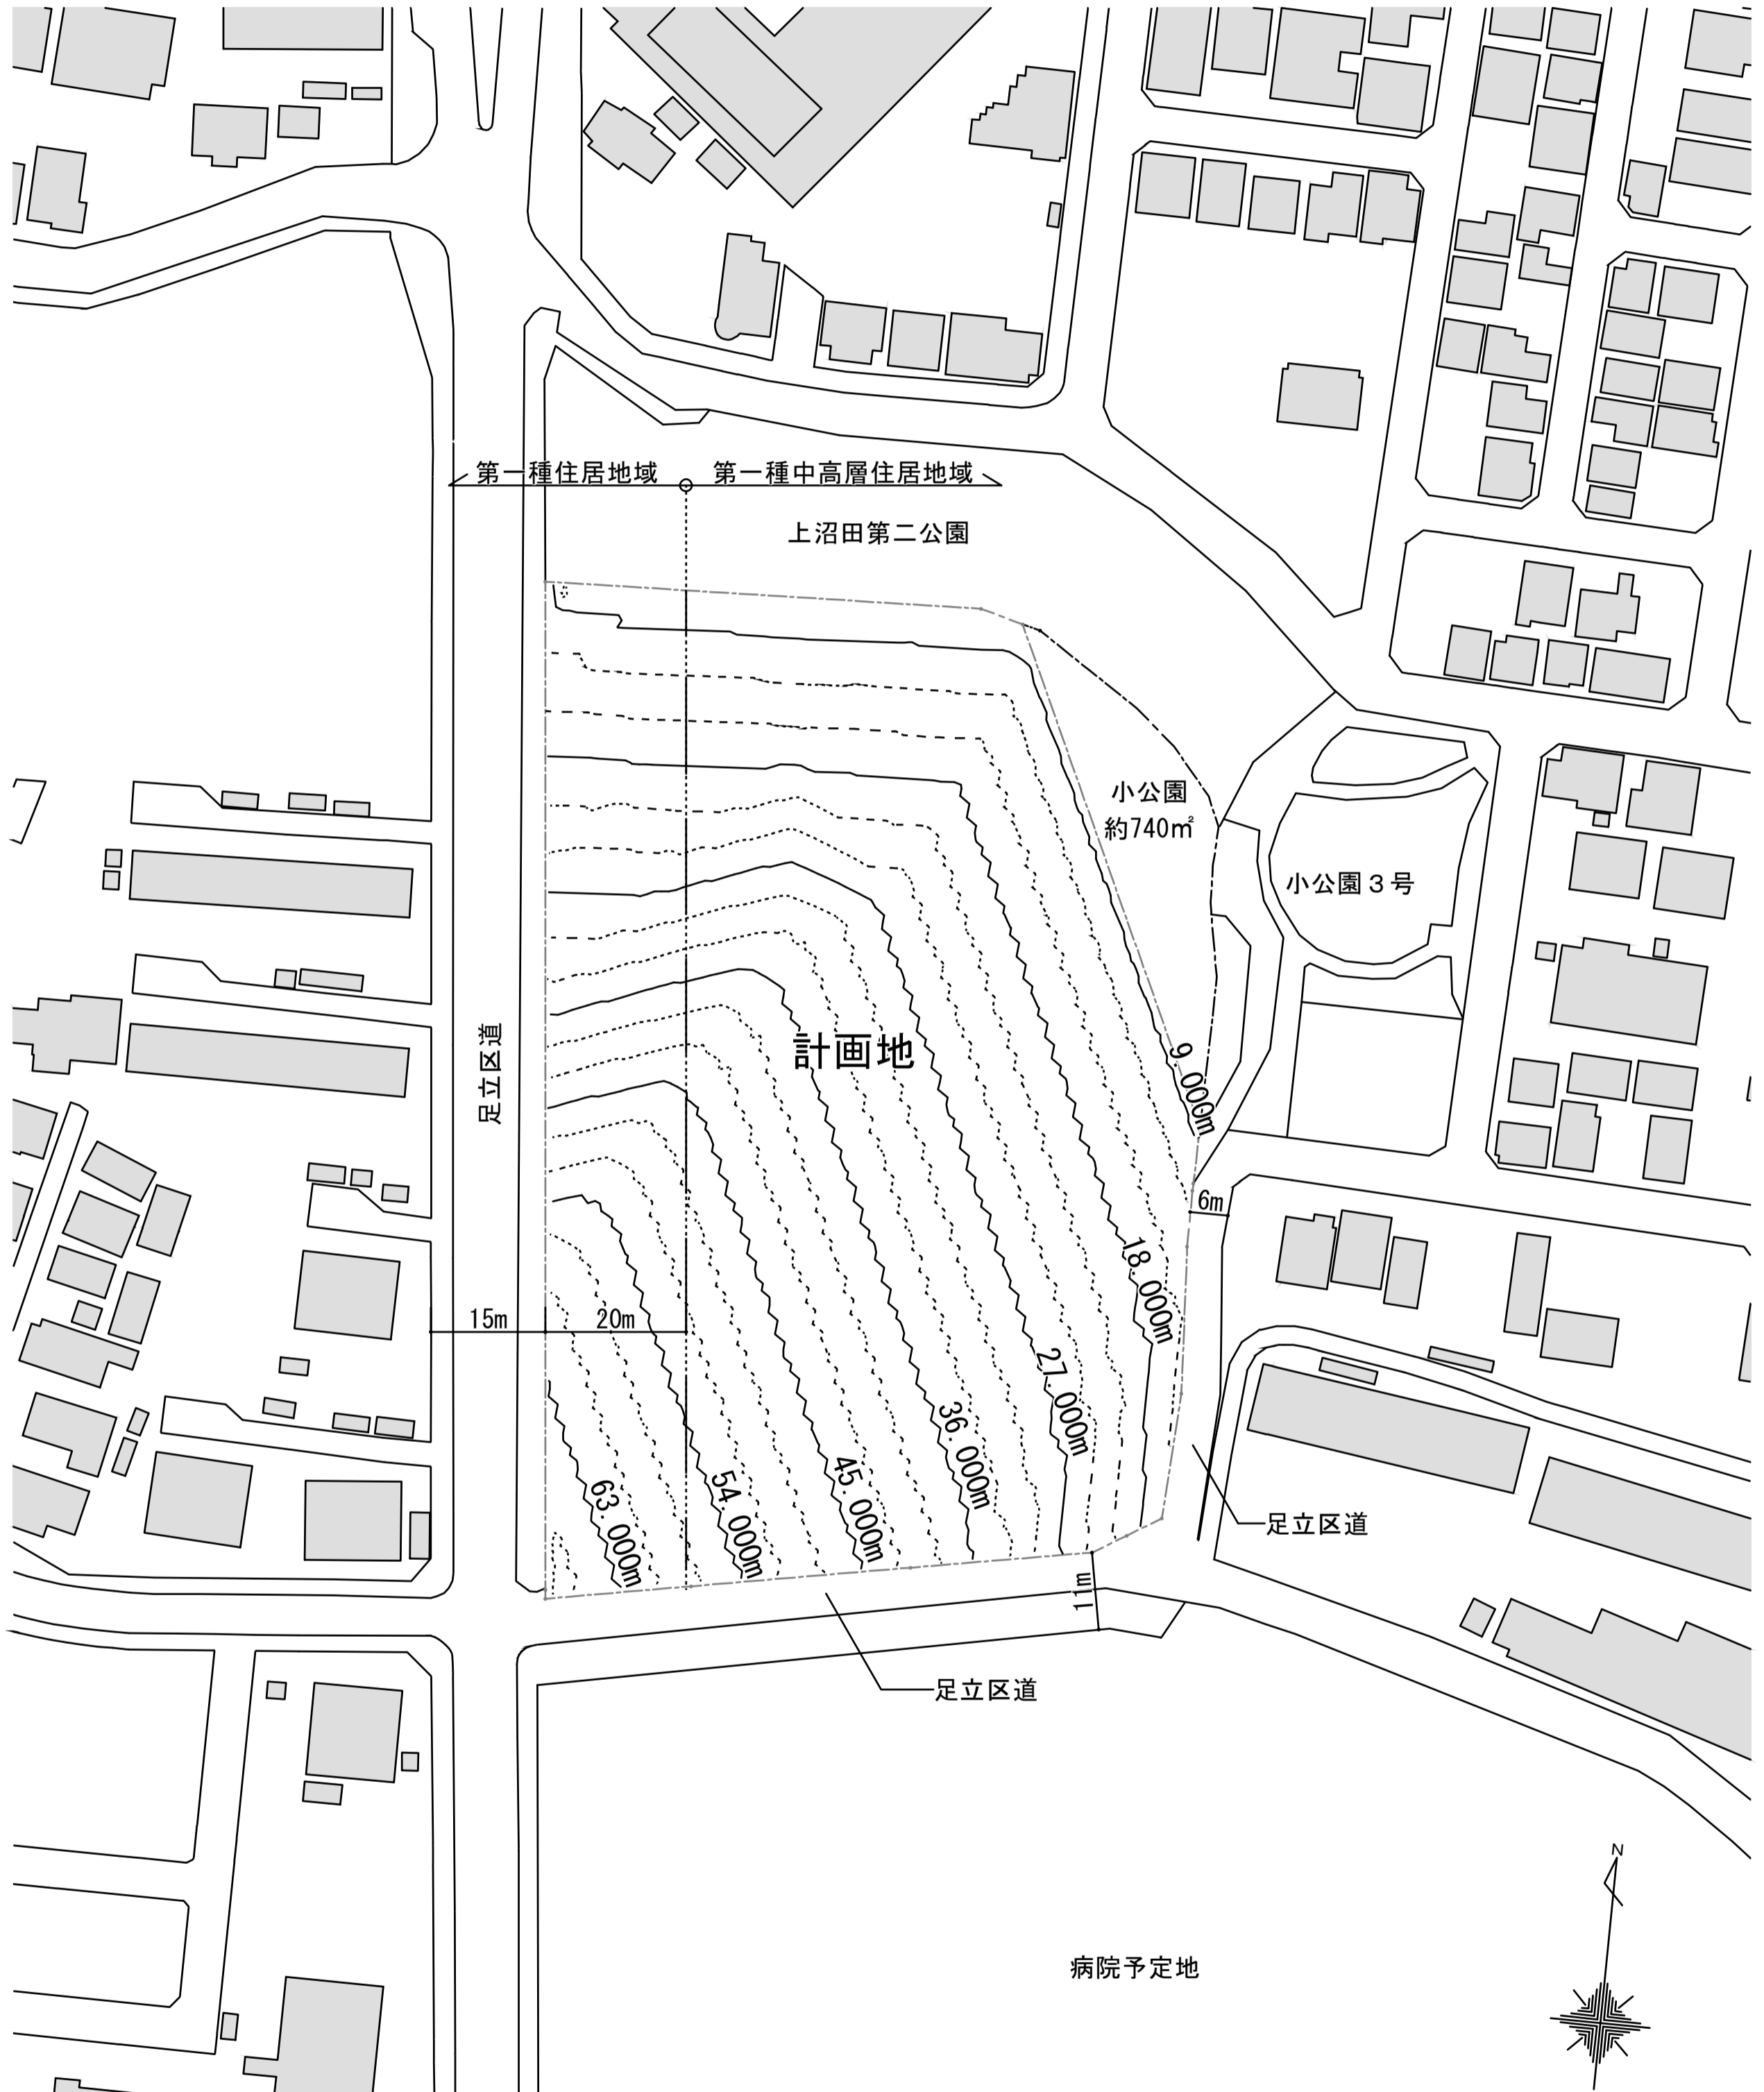 第一種住居地域
第一種中高層住居地域
上沼田第二公園
小公園
約740㎡
小公園３号
足立区道
計画地
9.000m
6m
18.000m
15m
20m
27.000m
36.000m
45.000m
54.000m
63.000m
足立区道
11m
足立区道
N
病院予定地